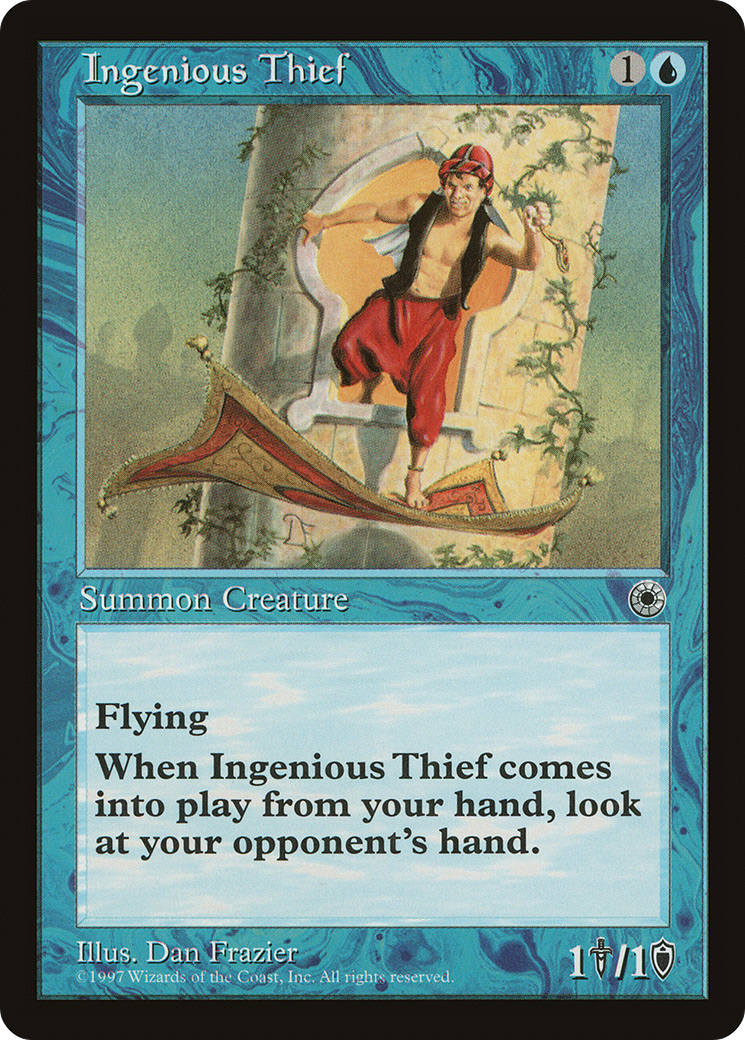 Ingenious Thief 1
DF
Summon Creature
Flying
When Ingenious Thief comes
into play from your hand, look
at your opponent's hand.
Illus. Dan Frazier
©1997 Wizards of the Coast, Inc. All rights reserved.
1/1